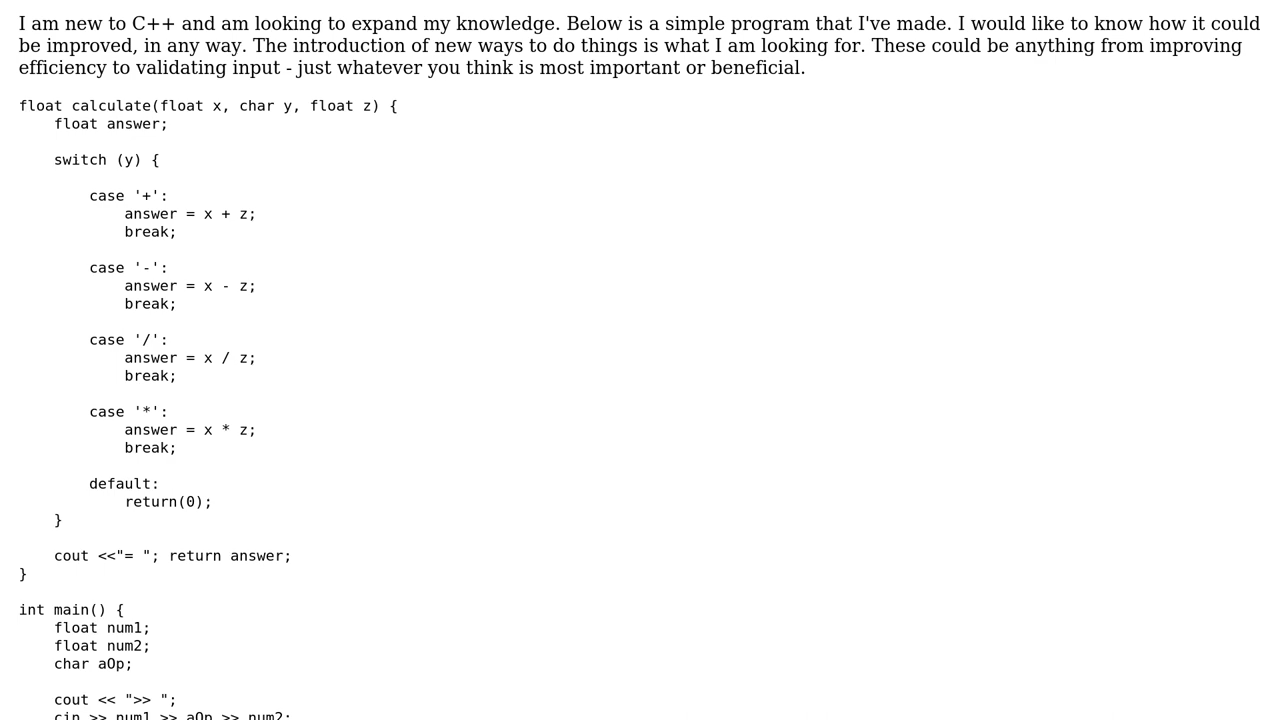 I am new to C++ and am looking to expand my knowledge. Below is a simple program that I've made. I would like to know how it could
be improved, in any way. The introduction of new ways to do things is what I am looking for. These could be anything from improving
efficiency to validating input - just whatever you think is most important or beneficial.
float calculate(float x, char y, float z) {
    float answer;
    switch (y) {
        case '+':
            answer = x + z;
            break;
        case '-':
            answer = x - z;
            break;
        case '/':
            answer = x / z;
            break;
        case '*':
            answer = x * z;
            break;
        default:
            return(0);
    }
    cout <<"= "; return answer;
}
int main() {
    float num1;
    float num2;
    char aOp;
    cout << ">> ";
    cin >> num1 >> aOp >> num2;